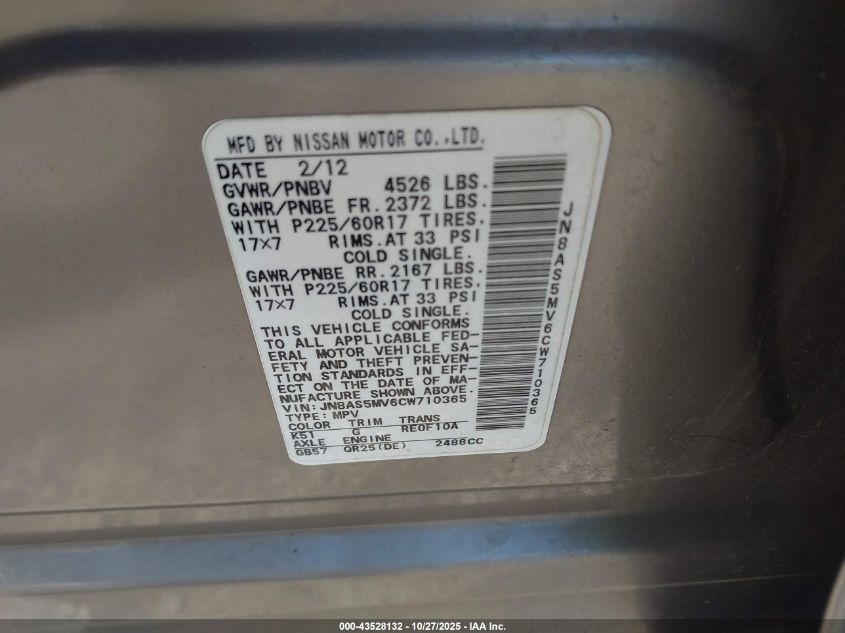 MFD BY NISSAN MOTOR CO.,LTD.
DATE 2/12
GVWR/PNBV 4526 LBS.
GAWR/PNBE FR. 2372 LBS.
WITH P225/60R17 TIRES.
17×7 RIMS.AT 33 PSI
COLD SINGLE.
GAWR/PNBE RR. 2167 LBS.
WITH P225/60R17 TIRES.
17×7 RIMS.AT 33 PSI
COLD SINGLE.
THIS VEHICLE CONFORMS
TO ALL APPLICABLE FED-
ERAL MOTOR VEHICLE SA-
FETY AND THEFT PREVEN-
TION STANDARDS IN EFF-
ECT ON THE DATE OF MA-
NUFACTURE SHOWN ABOVE.
VIN: JN8AS5MV6CW710365
TYPE: MPV
COLOR TRIM TRANS
K51 G RE0F10A
AXLE ENGINE
GB57 QR25(DE) 2488CC
JN8AS5MV6CW710365
000-43528132 - 10/27/2025 - IAA Inc.